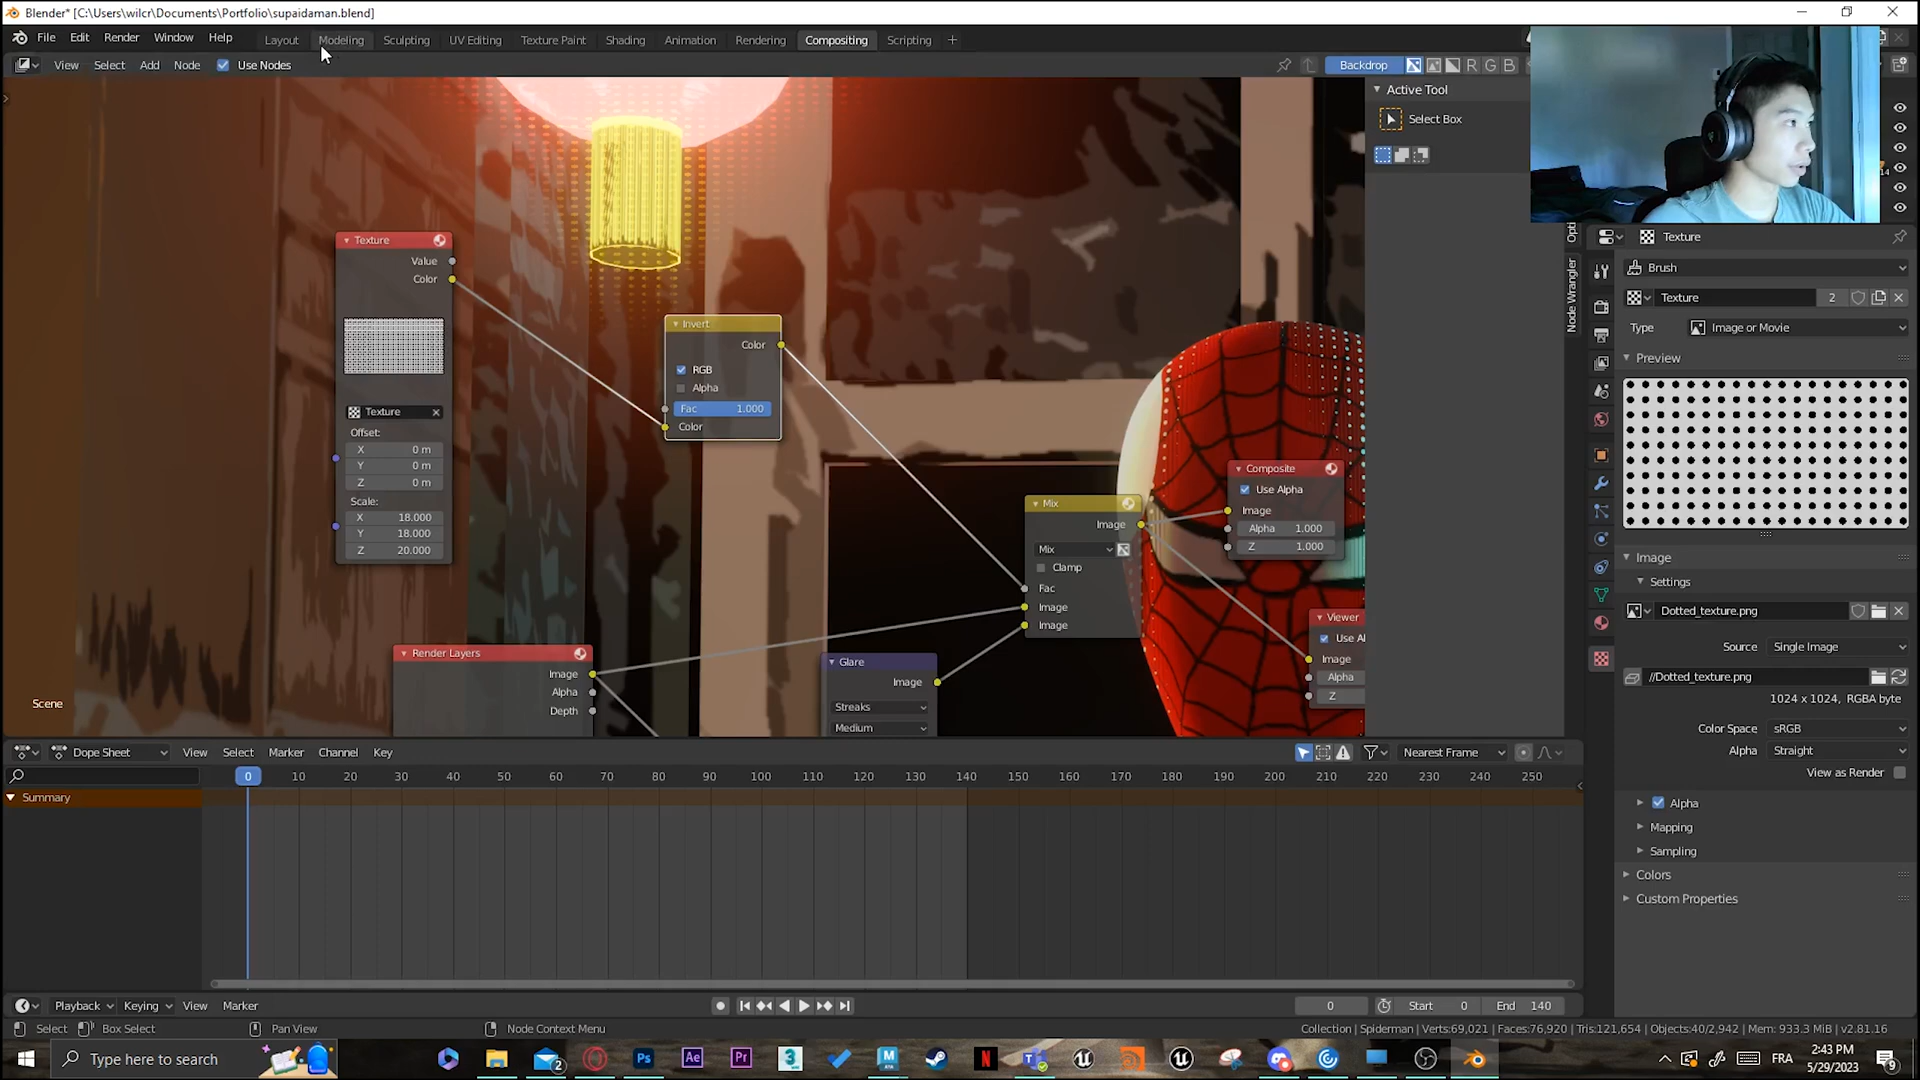 Blender* [C:\Users\wilcr\Documents\Portfolio\supaidaman.blend]
File Edit Render Window Help Layout Modeling Sculpting UV Editing Texture Paint Shading Animation Rendering Compositing Scripting
View Select Add Node Use Nodes Backdrop R G B
Active Tool
Select Box
Node Wrangler
Texture
Value
Color
Texture
Offset:
X 0 m
Y 0 m
Z 0 m
Scale:
X 18.000
Y 18.000
Z 20.000
Invert
Color
RGB
Alpha
Fac 1.000
Color
Mix
Image
Mix
Clamp
Fac
Image
Image
Composite
Use Alpha
Image
Alpha 1.000
Z 1.000
Viewer
Use Al
Image
Alpha
Z
Render Layers
Image
Alpha
Depth
Glare
Image
Streaks
Medium
Scene
Texture
Brush
Texture 2
Type Image or Movie
Preview
Image
Settings
Dotted_texture.png
Source Single Image
//Dotted_texture.png
1024 x 1024, RGBA byte
Color Space sRGB
Alpha Straight
View as Render
Alpha
Mapping
Sampling
Colors
Custom Properties
Dope Sheet View Select Marker Channel Key Nearest Frame
0 10 20 30 40 50 60 70 80 90 100 110 120 130 140 150 160 170 180 190 200 210 220 230 240 250
Summary
Playback Keying View Marker 0 Start 0 End 140
Select Box Select Pan View Node Context Menu Collection | Spiderman | Verts:69,021 | Faces:76,920 | Tris:121,654 | Objects:40/2,942 | Mem: 933.3 MiB | v2.81.16
Type here to search
FRA
2:43 PM
5/29/2023